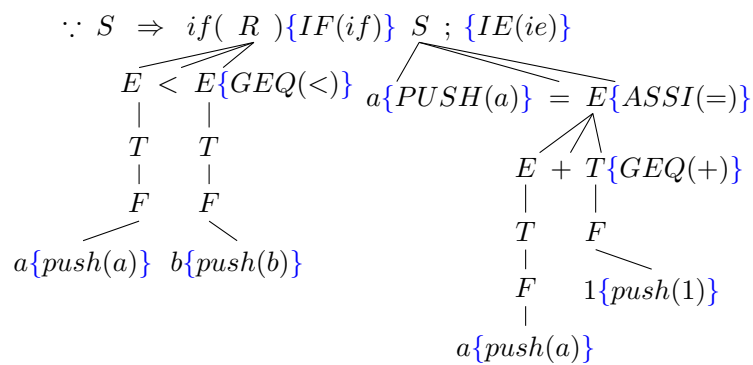 ∵ S ⇒ if( R ){IF(if)} S ; {IE(ie)}
E < E{GEQ(<)} a{PUSH(a)} = E{ASSI(=)}
T T E + T{GEQ(+)}
F F T F
a{push(a)} b{push(b)} F 1{push(1)}
a{push(a)}